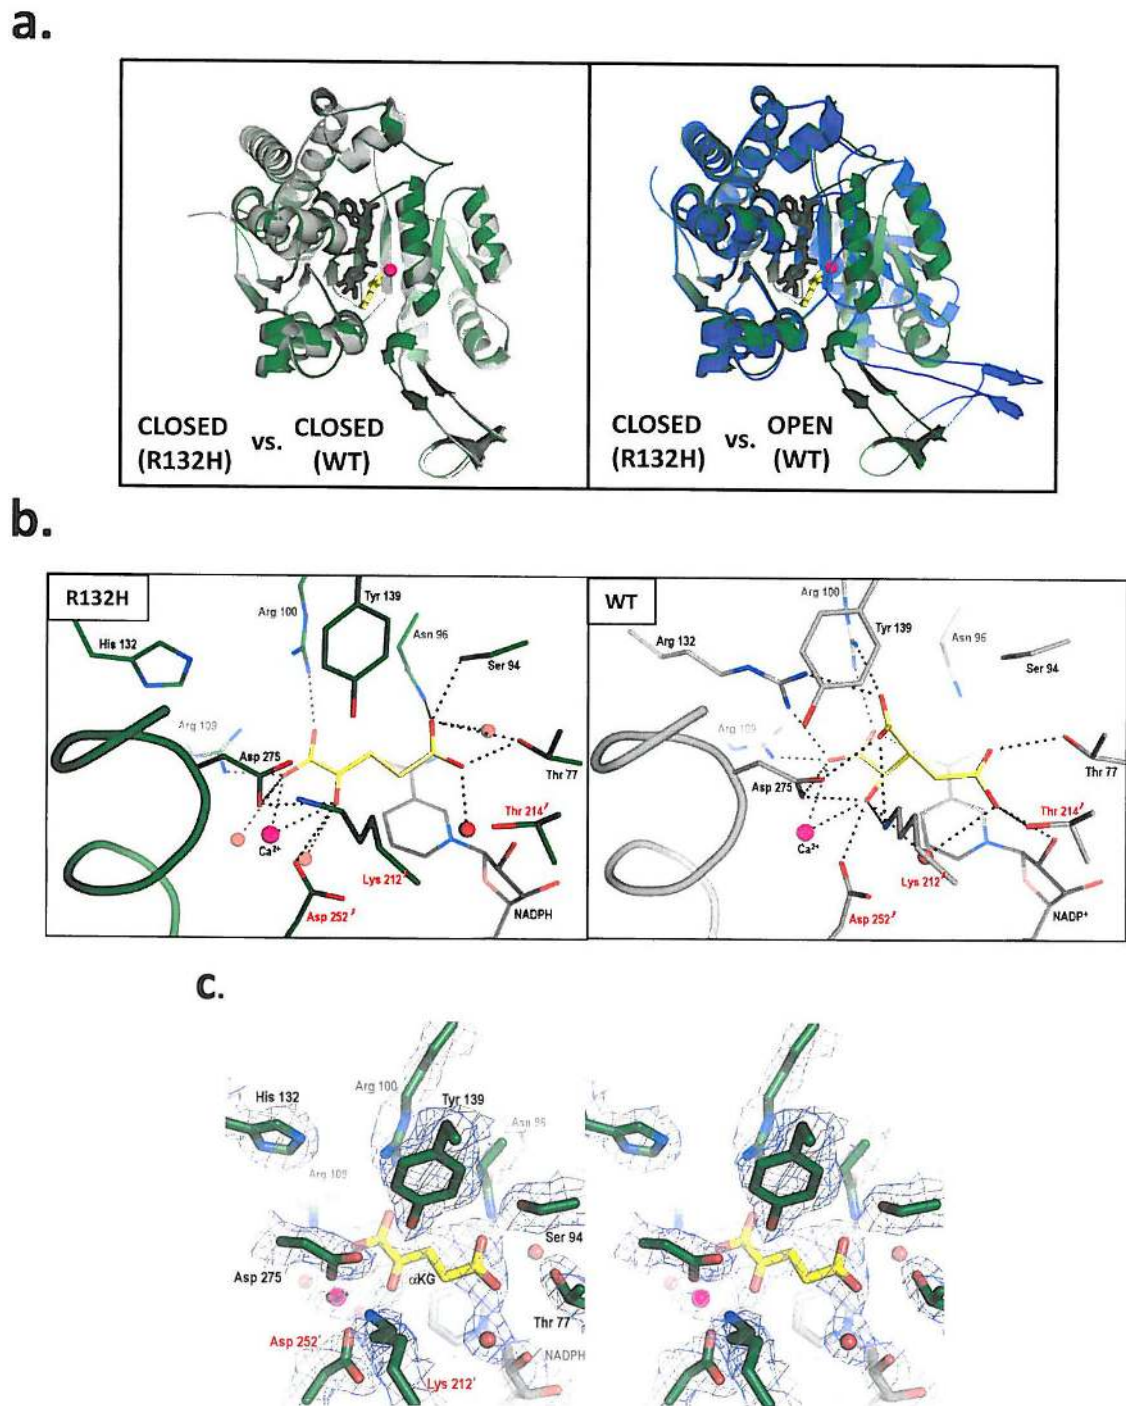 a.
CLOSED
(R132H)
vs.
CLOSED
(WT)
CLOSED
(R132H)
vs.
OPEN
(WT)
b.
R132H
His 132
Arg 100
Tyr 139
Asn 96
Ser 94
Arg 109
Asp 275
Thr 77
Ca²⁺
Thr 214′
Lys 212
Asp 252′
NADPH
WT
Arg 100
Tyr 139
Arg 132
Asn 96
Ser 94
Arg 109
Asp 275
Thr 77
Ca²⁺
Thr 214′
Lys 212
Asp 252′
NADP⁺
c.
His 132
Arg 100
Tyr 139
Asn 96
Arg 109
Ser 94
Asp 275
αKG
Thr 77
Asp 252′
NADPH
Lys 212′